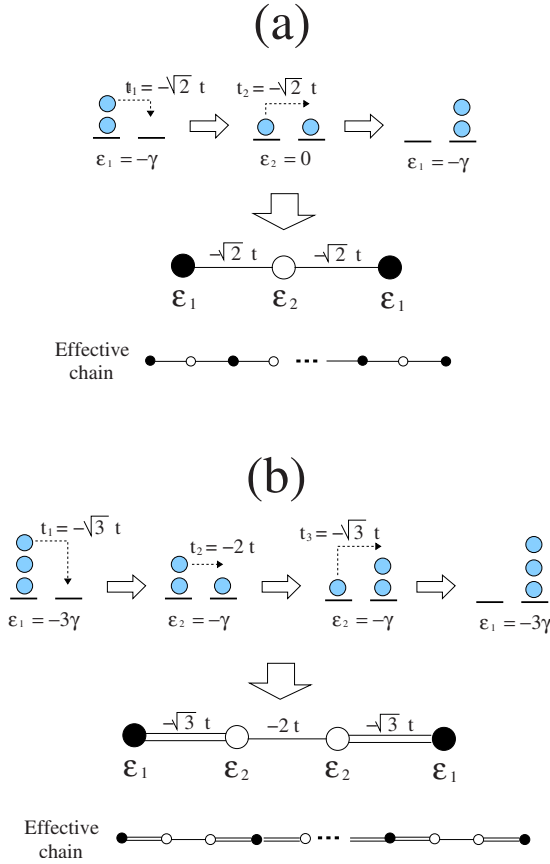 (a)
t₁ = −√2 t
t₂ = −√2 t
ε₁ = −γ
ε₂ = 0
ε₁ = −γ
−√2 t
−√2 t
ε₁
ε₂
ε₁
Effective
chain
(b)
t₁ = −√3 t
t₂ = −2 t
t₃ = −√3 t
ε₁ = −3γ
ε₂ = −γ
ε₂ = −γ
ε₁ = −3γ
−√3 t
−2 t
−√3 t
ε₁
ε₂
ε₂
ε₁
Effective
chain